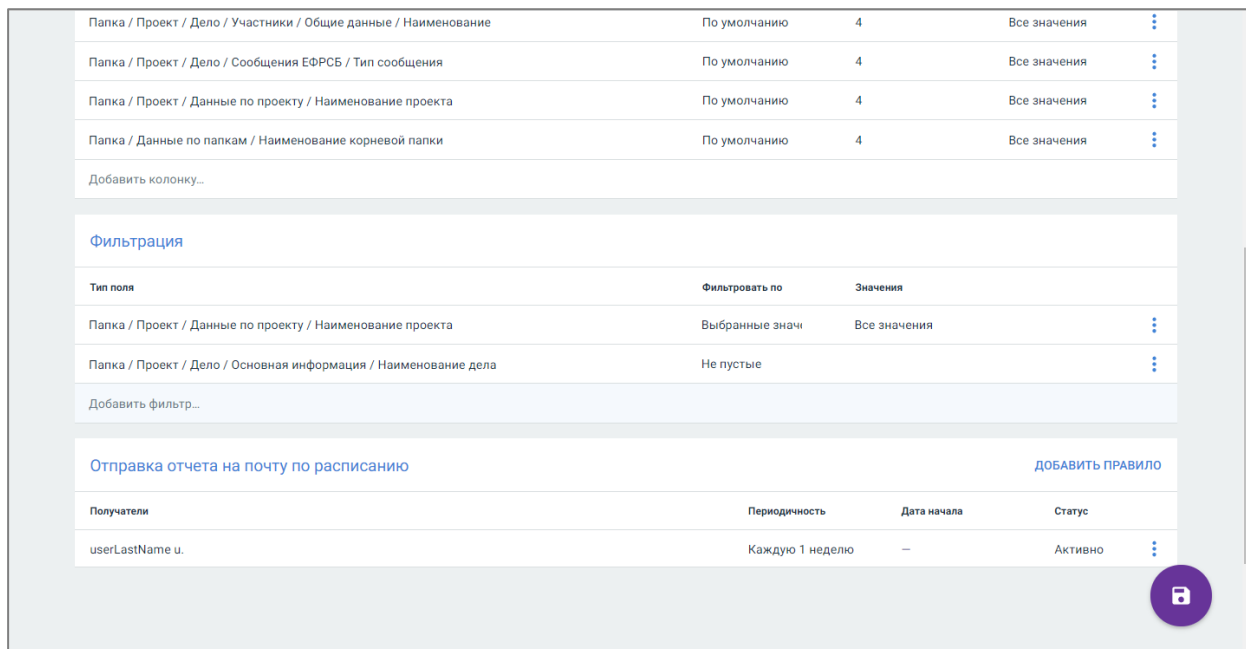 Папка / Проект / Дело / Участники / Общие данные / Наименование По умолчанию 4 Все значения
Папка / Проект / Дело / Сообщения ЕФРСБ / Тип сообщения По умолчанию 4 Все значения
Папка / Проект / Данные по проекту / Наименование проекта По умолчанию 4 Все значения
Папка / Данные по папкам / Наименование корневой папки По умолчанию 4 Все значения
Добавить колонку...
Фильтрация
Тип поля Фильтровать по Значения
Папка / Проект / Данные по проекту / Наименование проекта Выбранные знач Все значения
Папка / Проект / Дело / Основная информация / Наименование дела Не пустые
Добавить фильтр...
Отправка отчета на почту по расписанию ДОБАВИТЬ ПРАВИЛО
Получатели Периодичность Дата начала Статус
userLastName u. Каждую 1 неделю — Активно